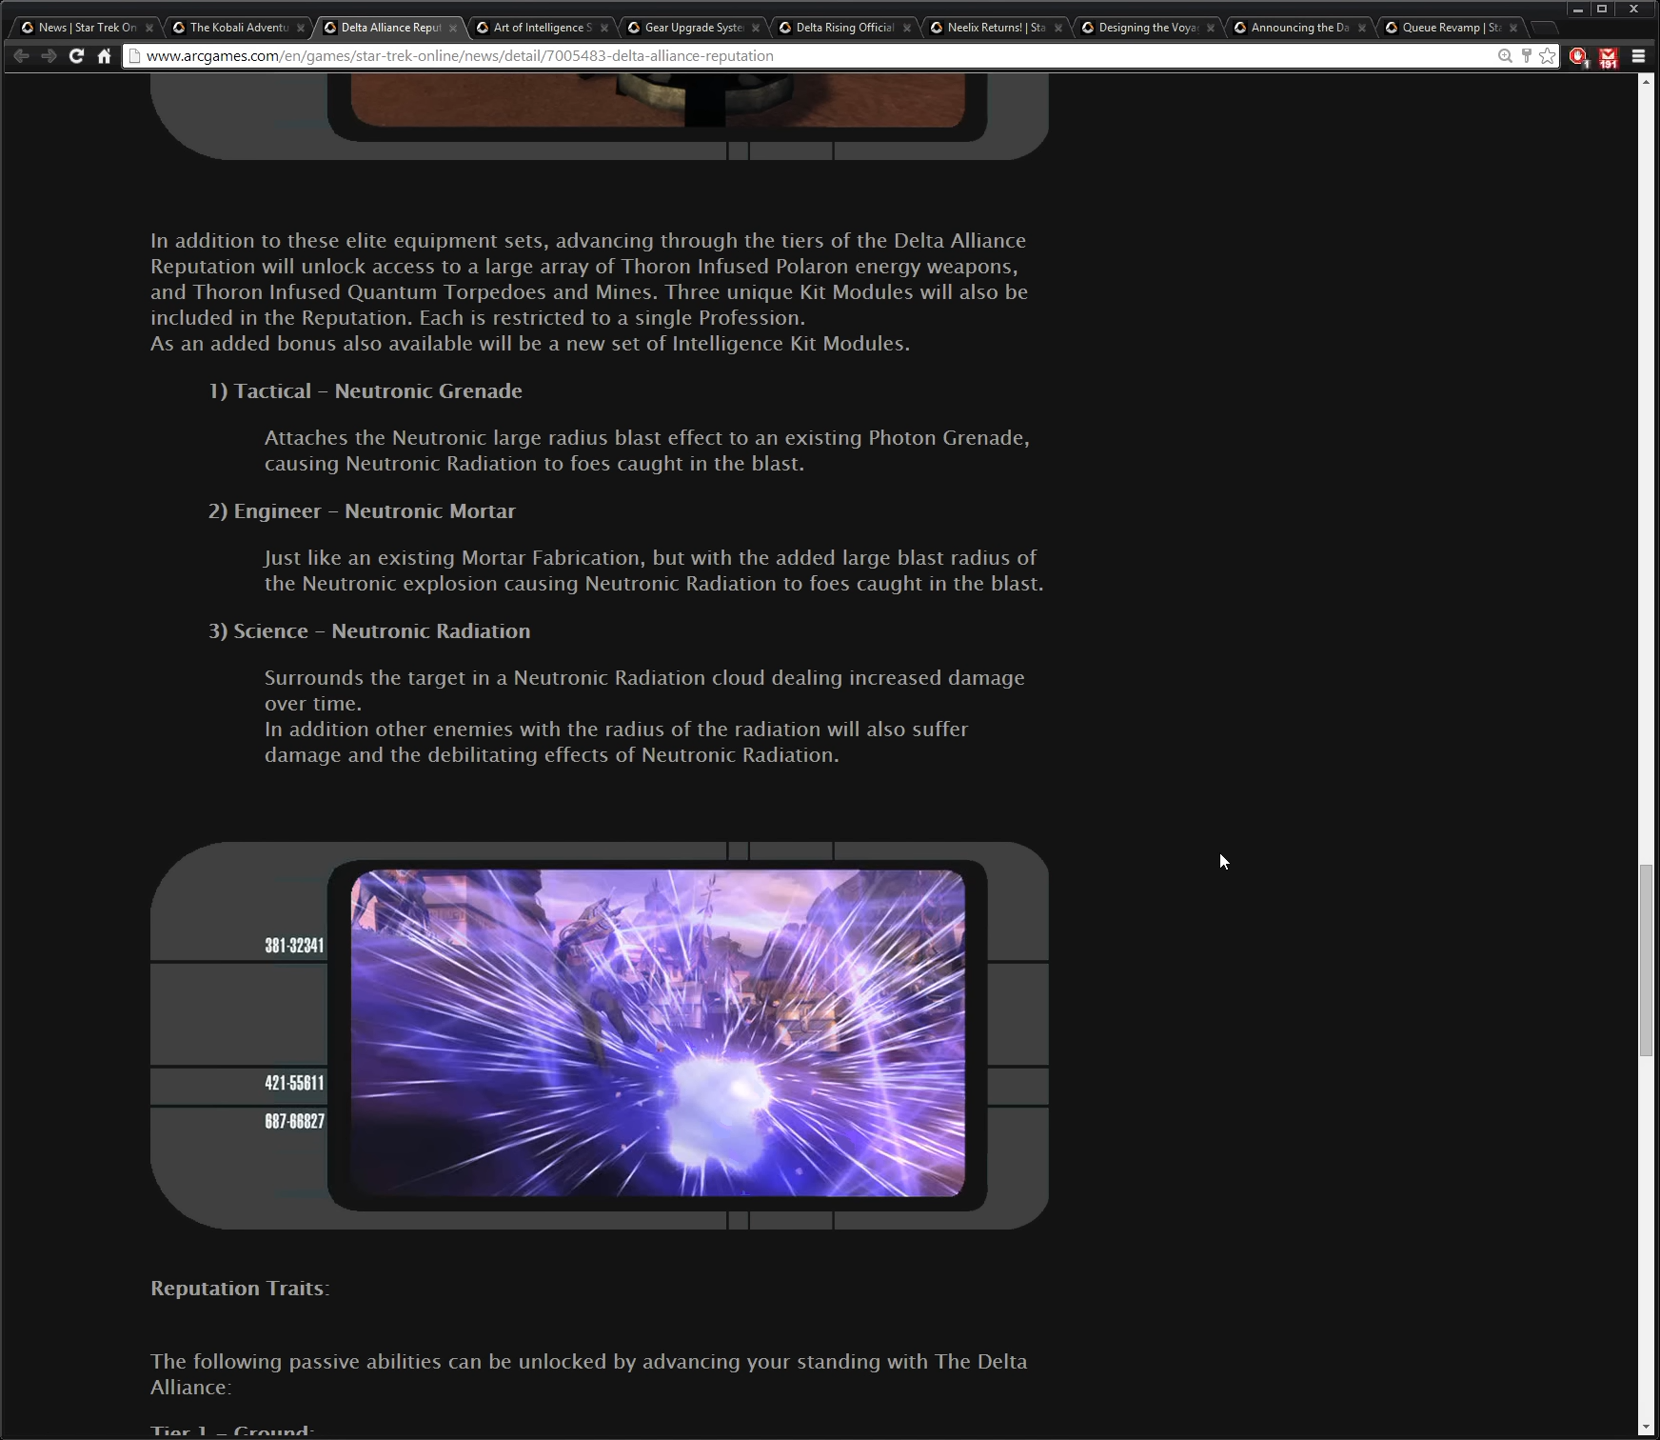 News | Star Trek On
The Kobali Adventu
Delta Alliance Reput
Art of Intelligence S
Gear Upgrade Syste
Delta Rising Official
Neelix Returns! | Sta
Designing the Voya
Announcing the Da
Queue Revamp | Sta
www.arcgames.com/en/games/star-trek-online/news/detail/7005483-delta-alliance-reputation
1
191
In addition to these elite equipment sets, advancing through the tiers of the Delta Alliance
Reputation will unlock access to a large array of Thoron Infused Polaron energy weapons,
and Thoron Infused Quantum Torpedoes and Mines. Three unique Kit Modules will also be
included in the Reputation. Each is restricted to a single Profession.
As an added bonus also available will be a new set of Intelligence Kit Modules.
1) Tactical – Neutronic Grenade
Attaches the Neutronic large radius blast effect to an existing Photon Grenade,
causing Neutronic Radiation to foes caught in the blast.
2) Engineer – Neutronic Mortar
Just like an existing Mortar Fabrication, but with the added large blast radius of
the Neutronic explosion causing Neutronic Radiation to foes caught in the blast.
3) Science – Neutronic Radiation
Surrounds the target in a Neutronic Radiation cloud dealing increased damage
over time.
In addition other enemies with the radius of the radiation will also suffer
damage and the debilitating effects of Neutronic Radiation.
381-32341
421-55611
687-66827
Reputation Traits:
The following passive abilities can be unlocked by advancing your standing with The Delta
Alliance:
Tier 1 – Ground: